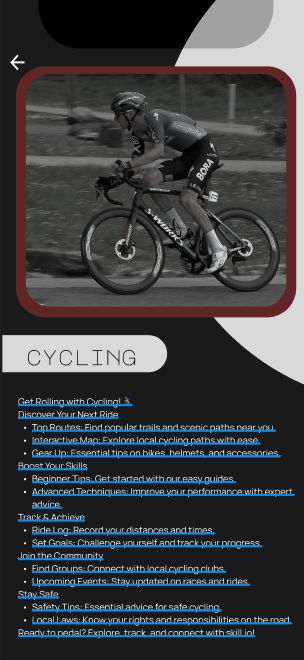 S-WORKS
BORA
CYCLING
Get Rolling with Cycling! 🚴
Discover Your Next Ride
• Top Routes: Find popular trails and scenic paths near you.
• Interactive Map: Explore local cycling paths with ease.
• Gear Up: Essential tips on bikes, helmets, and accessories.
Boost Your Skills
• Beginner Tips: Get started with our easy guides.
• Advanced Techniques: Improve your performance with expert
advice.
Track & Achieve
• Ride Log: Record your distances and times.
• Set Goals: Challenge yourself and track your progress.
Join the Community
• Find Groups: Connect with local cycling clubs.
• Upcoming Events: Stay updated on races and rides.
Stay Safe
• Safety Tips: Essential advice for safe cycling.
• Local Laws: Know your rights and responsibilities on the road.
Ready to pedal? Explore, track, and connect with skill.io!